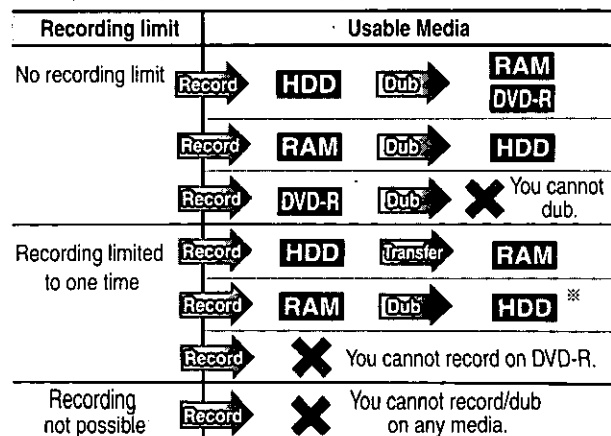 Recording limit Usable Media
No recording limit Record HDD Dub RAM DVD-R
Record RAM Dub HDD
Record DVD-R Dub You cannot dub.
Recording limited to one time Record HDD Transfer RAM
Record RAM Dub HDD ※
Record You cannot record on DVD-R.
Recording not possible Record You cannot record/dub on any media.